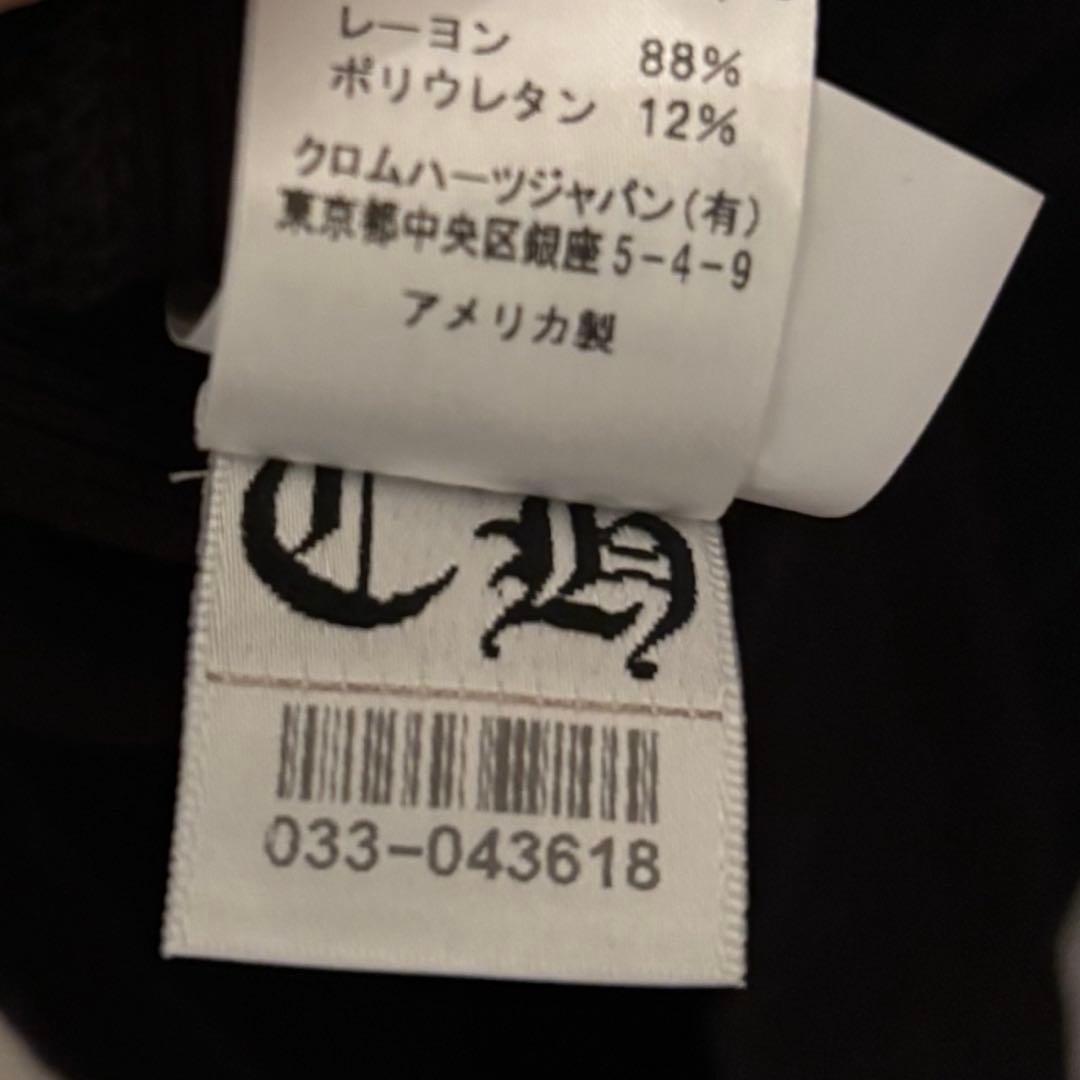 レーヨン 88%
ポリウレタン 12%
クロムハーツジャパン(有)
東京都中央区銀座5-4-9
アメリカ製
CH
033-043618